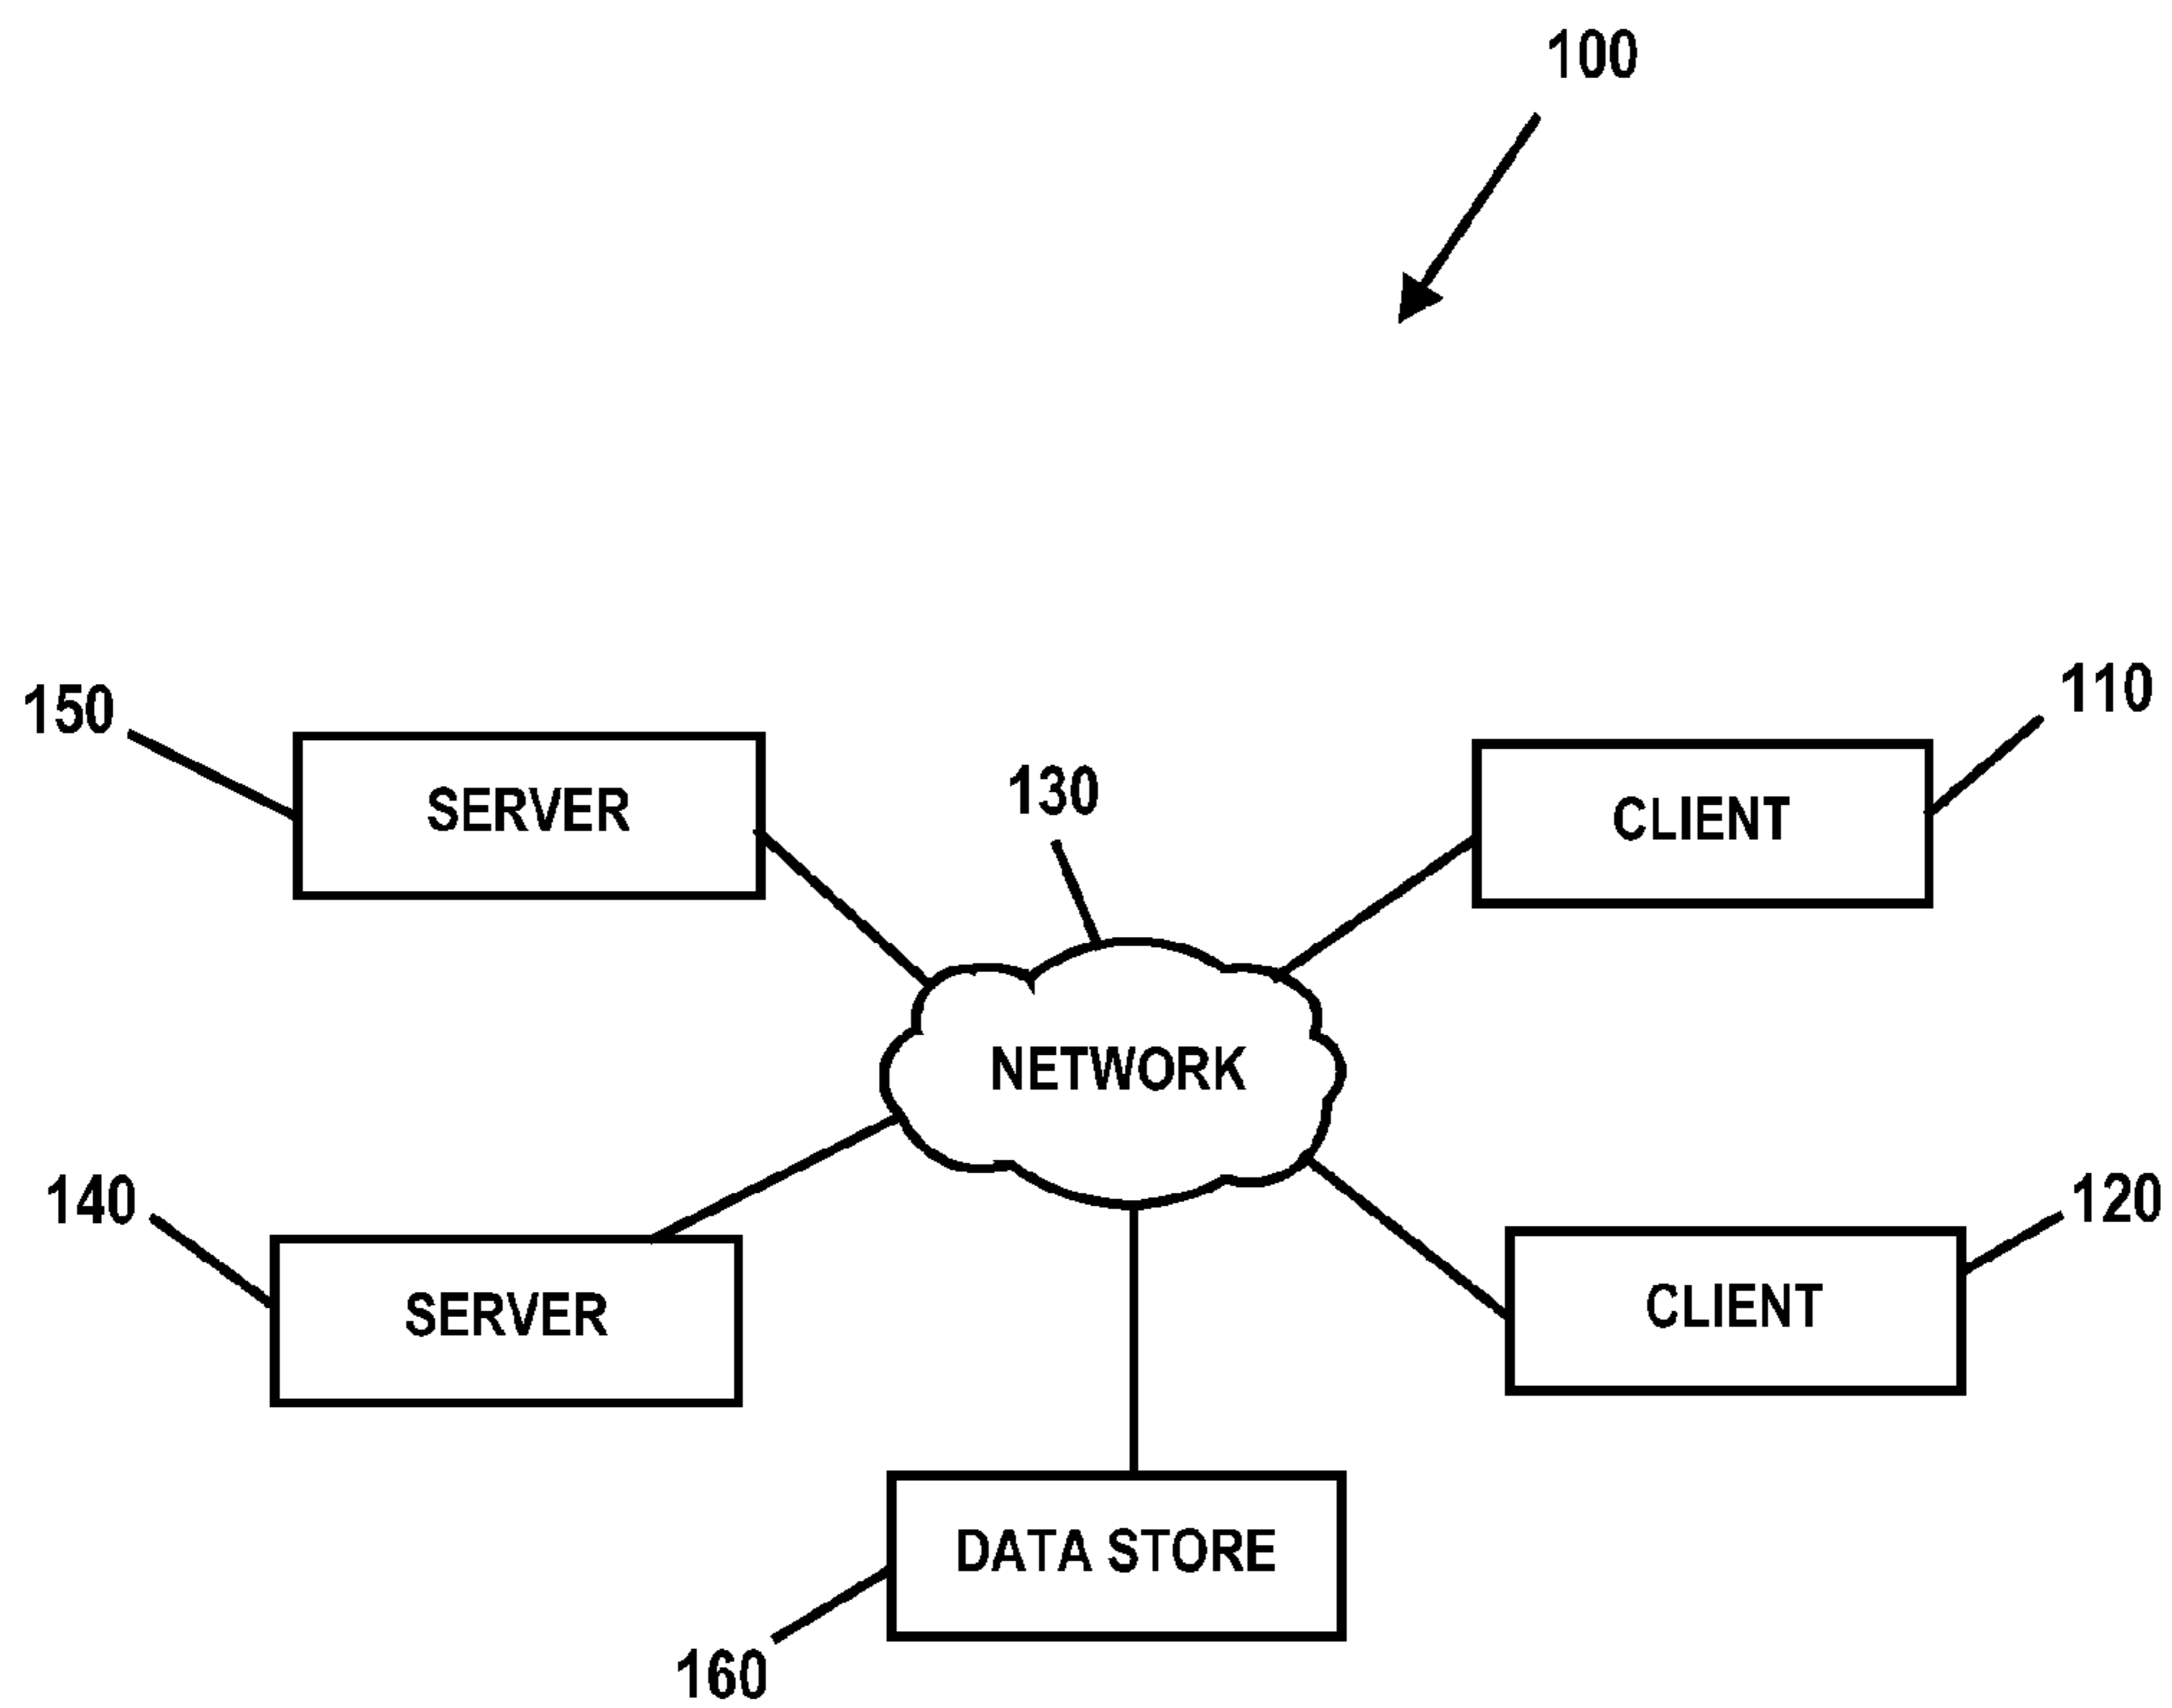 100
150
110
SERVER
130
CLIENT
NETWORK
140
120
SERVER
CLIENT
DATA STORE
160